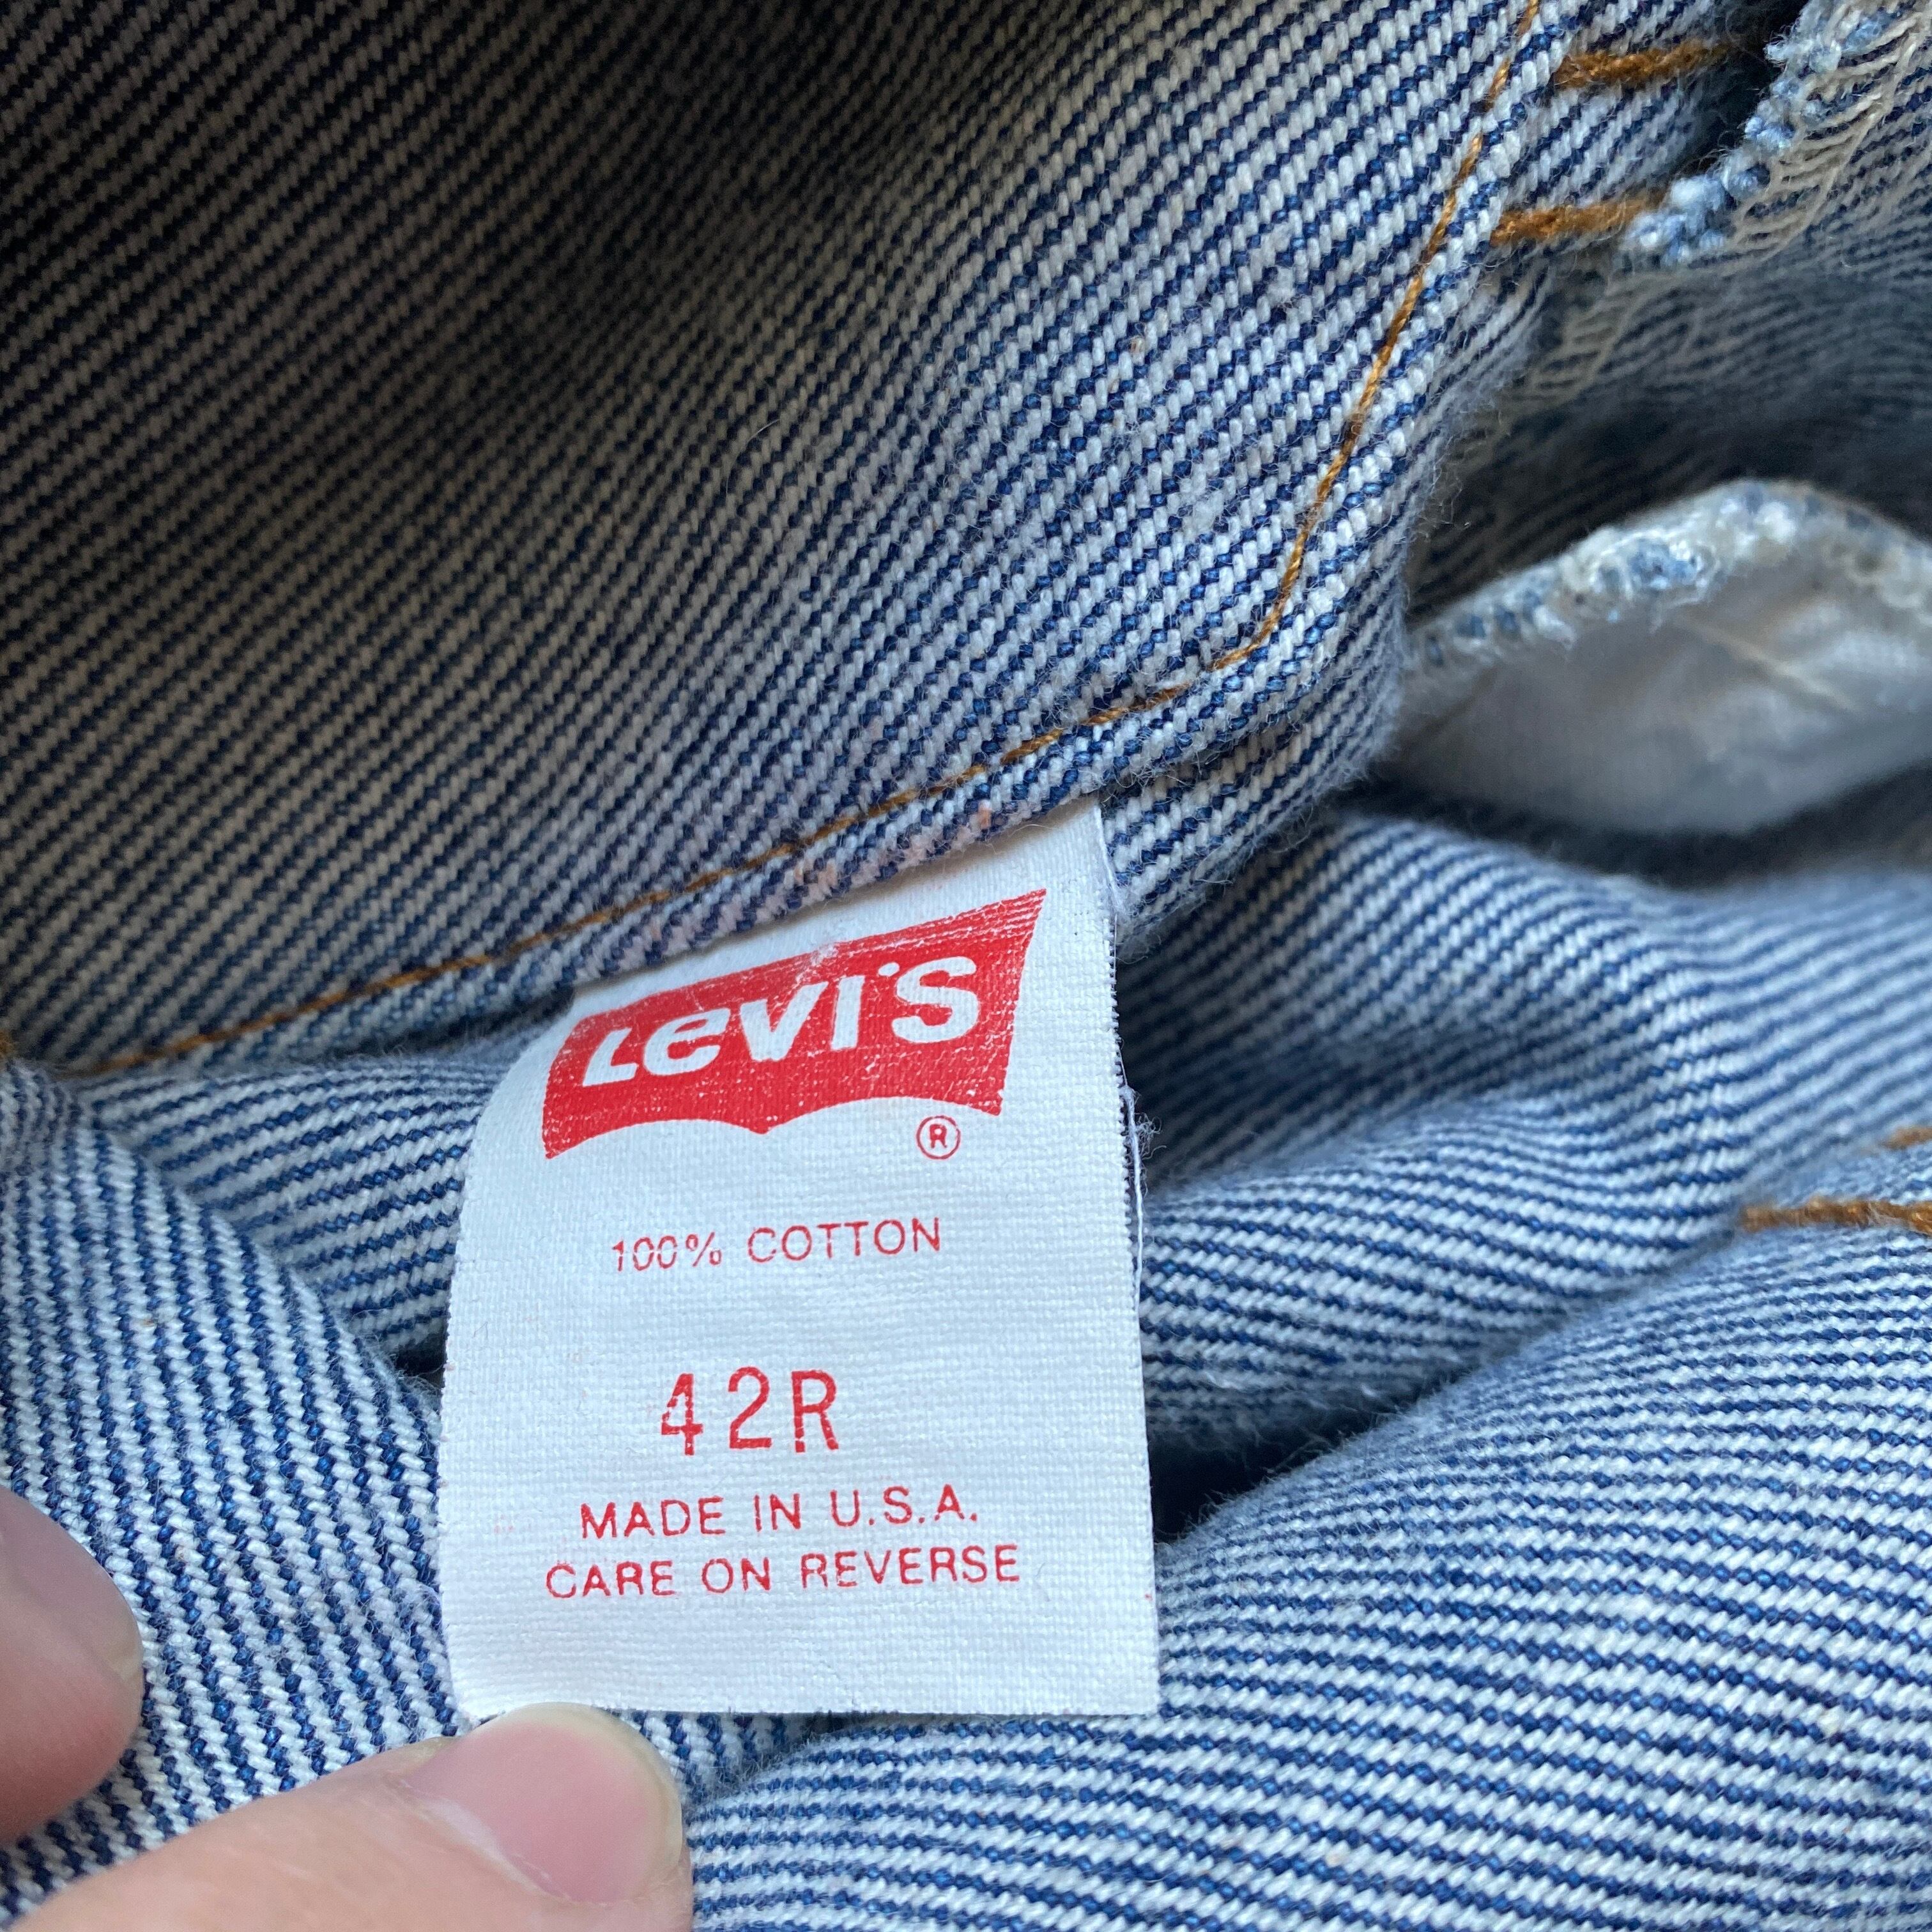 Levi's
®
100% COTTON
42R
MADE IN U.S.A.
CARE ON REVERSE